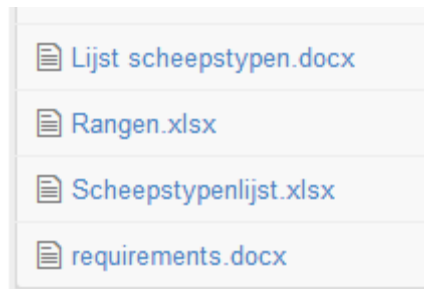 Lijst scheepstypen.docx
Rangen.xlsx
Scheepstypenlijst.xlsx
requirements.docx